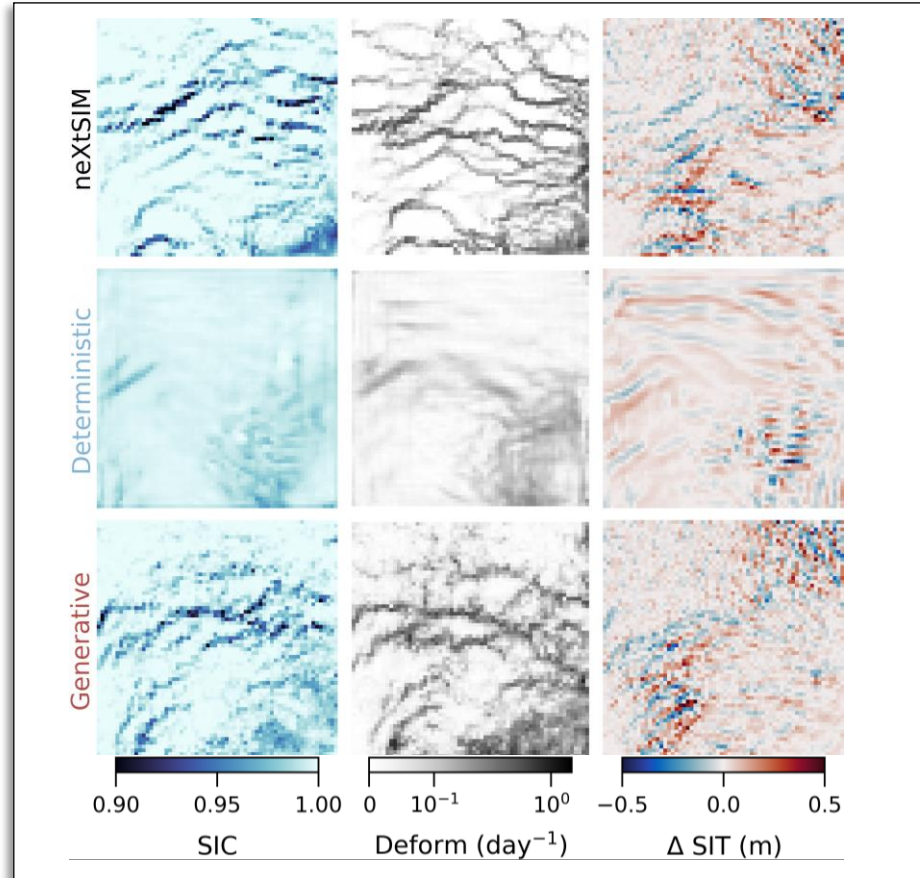 neXtSIM
Deterministic
Generative
0.90 0.95 1.00
0 10⁻¹ 10⁰
−0.5 0.0 0.5
SIC
Deform (day⁻¹)
Δ SIT (m)